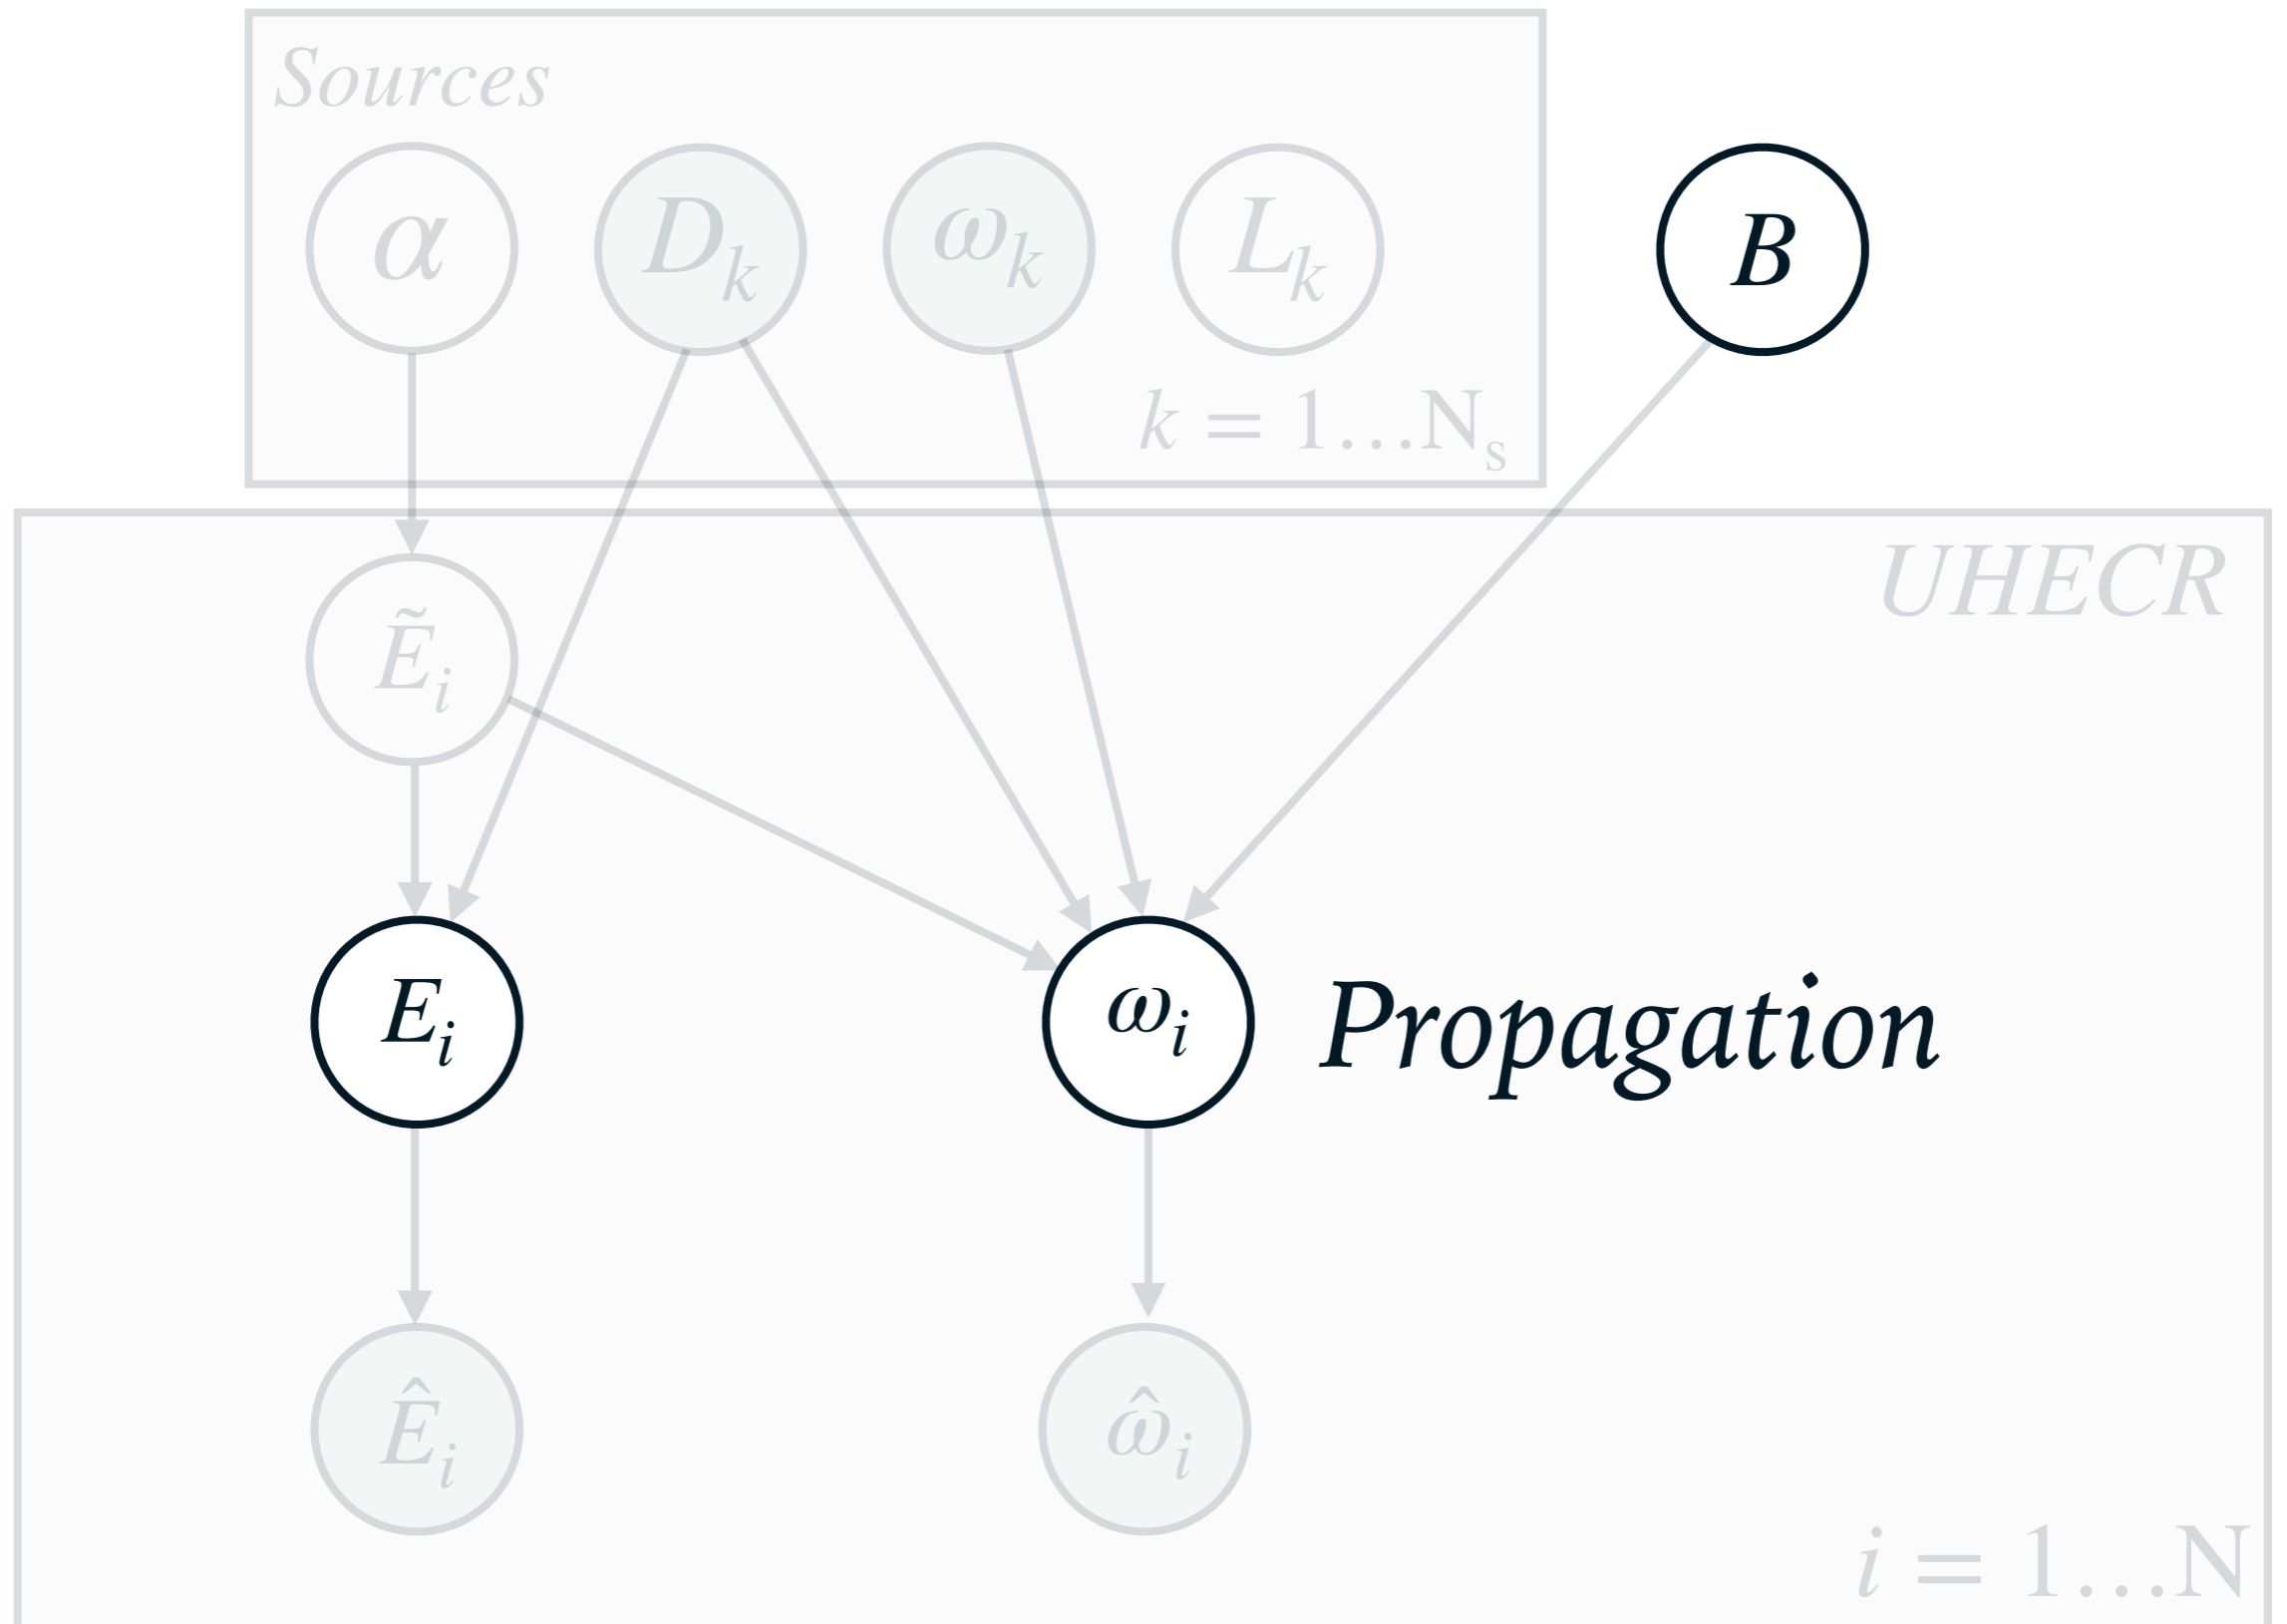 Sources
α D_k ω_k L_k B
k = 1...N_s
UHECR
Ẽ_i
E_i ω_i Propagation
Ê_i ω̂_i
i = 1...N